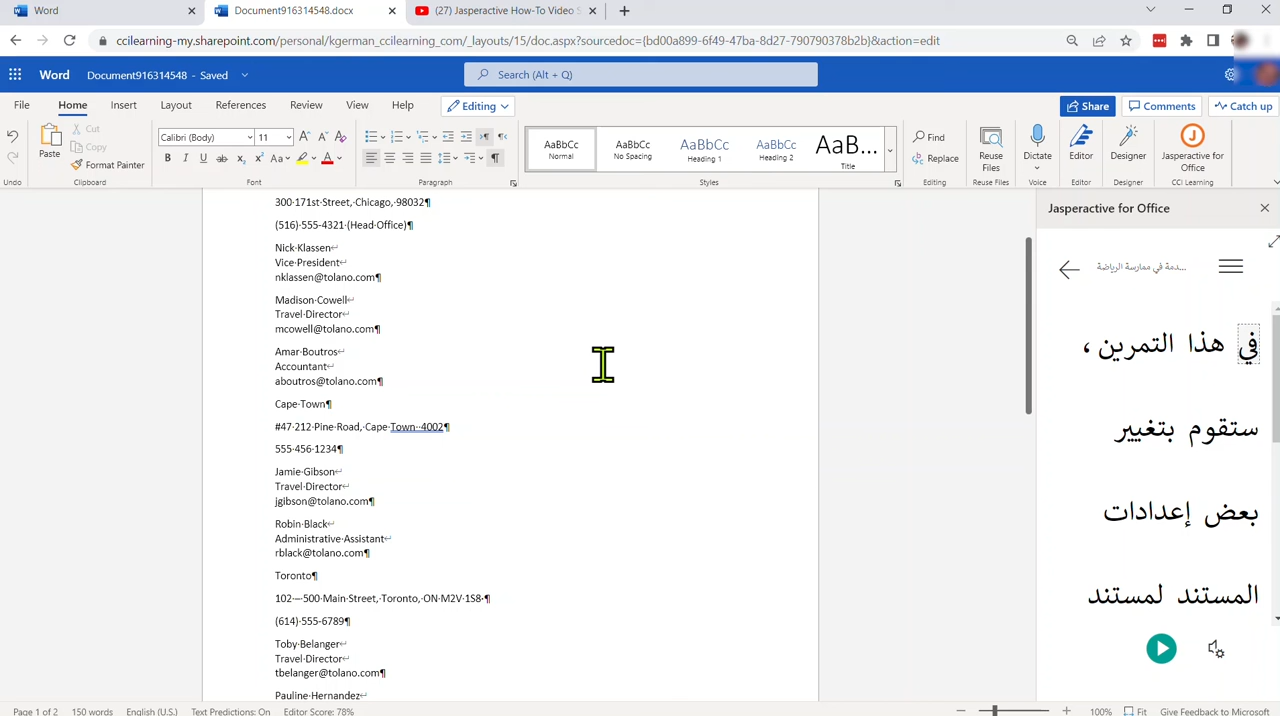 Word
Document916314548.docx
(27) Jasperactive How-To Video S
ccilearning-my.sharepoint.com/personal/kgerman_ccilearning_com/_layouts/15/doc.aspx?sourcedoc={bd00a899-6f49-47ba-8d27-790790378b2b}&action=edit
Word Document916314548 - Saved
Search (Alt + Q)
File Home Insert Layout References Review View Help Editing
Share Comments Catch up
Paste Cut
Copy
Format Painter
Calibri (Body) 11
AaBbCc Normal
AaBbCc No Spacing
AaBbCc Heading 1
AaBbCc Heading 2
AaB... Title
Find
Replace
Reuse Files
Dictate
Editor
Designer
Jasperactive for Office
Undo Clipboard Font Paragraph Styles Editing Reuse Files Voice Editor Designer CCI Learning
300·171st·Street,·Chicago,·98032¶
(516)·555-4321·(Head·Office)¶
Nick·Klassen↵
Vice·President↵
nklassen@tolano.com¶
Madison·Cowell↵
Travel·Director↵
mcowell@tolano.com¶
Amar·Boutros↵
Accountant↵
aboutros@tolano.com¶
Cape·Town¶
#47·212·Pine·Road,·Cape·Town··4002¶
555·456·1234¶
Jamie·Gibson↵
Travel·Director↵
jgibson@tolano.com¶
Robin·Black↵
Administrative·Assistant↵
rblack@tolano.com¶
Toronto¶
102·–·500·Main·Street,·Toronto,·ON·M2V·1S8·¶
(614)·555-6789¶
Toby·Belanger↵
Travel·Director↵
tbelanger@tolano.com¶
Pauline·Hernandez↵
Jasperactive for Office
دمة في ممارسة الرياضة...
في هذا التمرين ،
ستقوم بتغيير
بعض إعدادات
المستند لمستند
Page 1 of 2 150 words English (U.S.) Text Predictions: On Editor Score: 78% 100% Fit Give Feedback to Microsoft